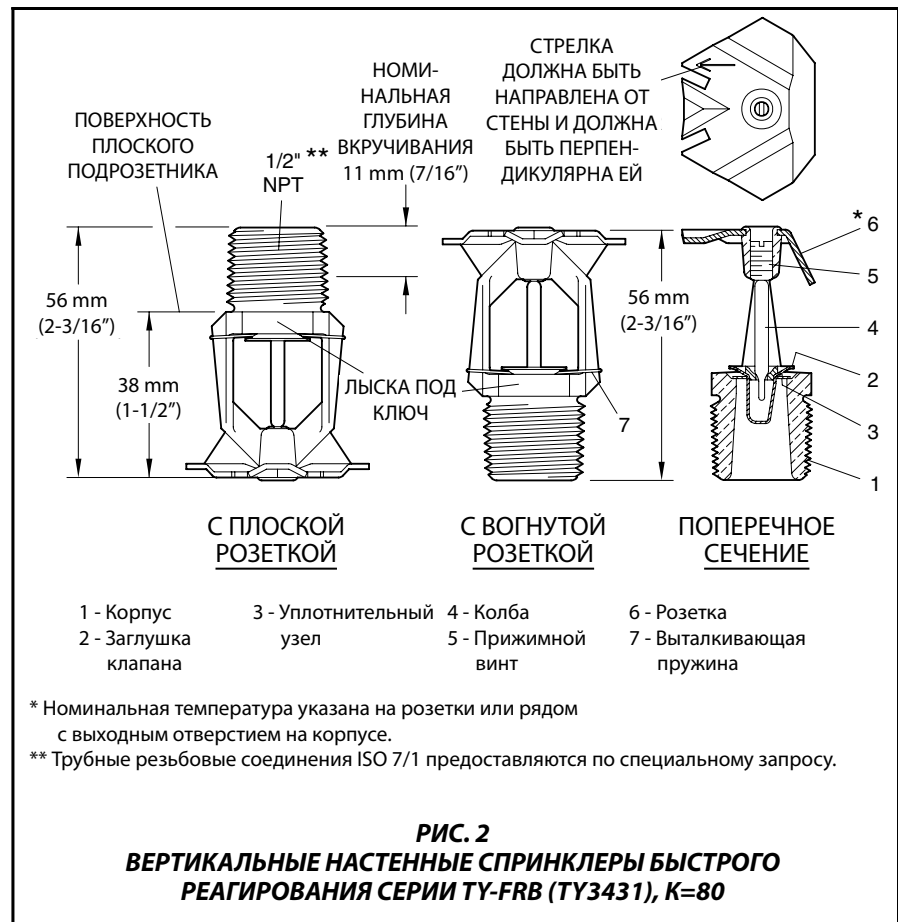 СТРЕЛКА
ДОЛЖНА БЫТЬ
НАПРАВЛЕНА ОТ
СТЕНЫ И ДОЛЖНА
БЫТЬ ПЕРПЕН-
ДИКУЛЯРНА ЕЙ
НОМИ-
НАЛЬНАЯ
ГЛУБИНА
ВКРУЧИВАНИЯ
11 mm (7/16”)
ПОВЕРХНОСТЬ
ПЛОСКОГО
ПОДРОЗЕТНИКА
1/2" **
NPT
* 6
5
4
2
3
1
56 mm
(2-3/16”)
38 mm
(1-1/2”)
ЛЫСКА ПОД
КЛЮЧ
7
56 mm
(2-3/16”)
С ПЛОСКОЙ
РОЗЕТКОЙ
С ВОГНУТОЙ
РОЗЕТКОЙ
ПОПЕРЕЧНОЕ
СЕЧЕНИЕ
1 - Корпус
2 - Заглушка
клапана
3 - Уплотнительный
узел
4 - Колба
5 - Прижимной
винт
6 - Розетка
7 - Выталкивающая
пружина
* Номинальная температура указана на розетки или рядом
с выходным отверстием на корпусе.
** Трубные резьбовые соединения ISO 7/1 предоставляются по специальному запросу.
РИС. 2
ВЕРТИКАЛЬНЫЕ НАСТЕННЫЕ СПРИНКЛЕРЫ БЫСТРОГО
РЕАГИРОВАНИЯ СЕРИИ TY-FRB (TY3431), K=80